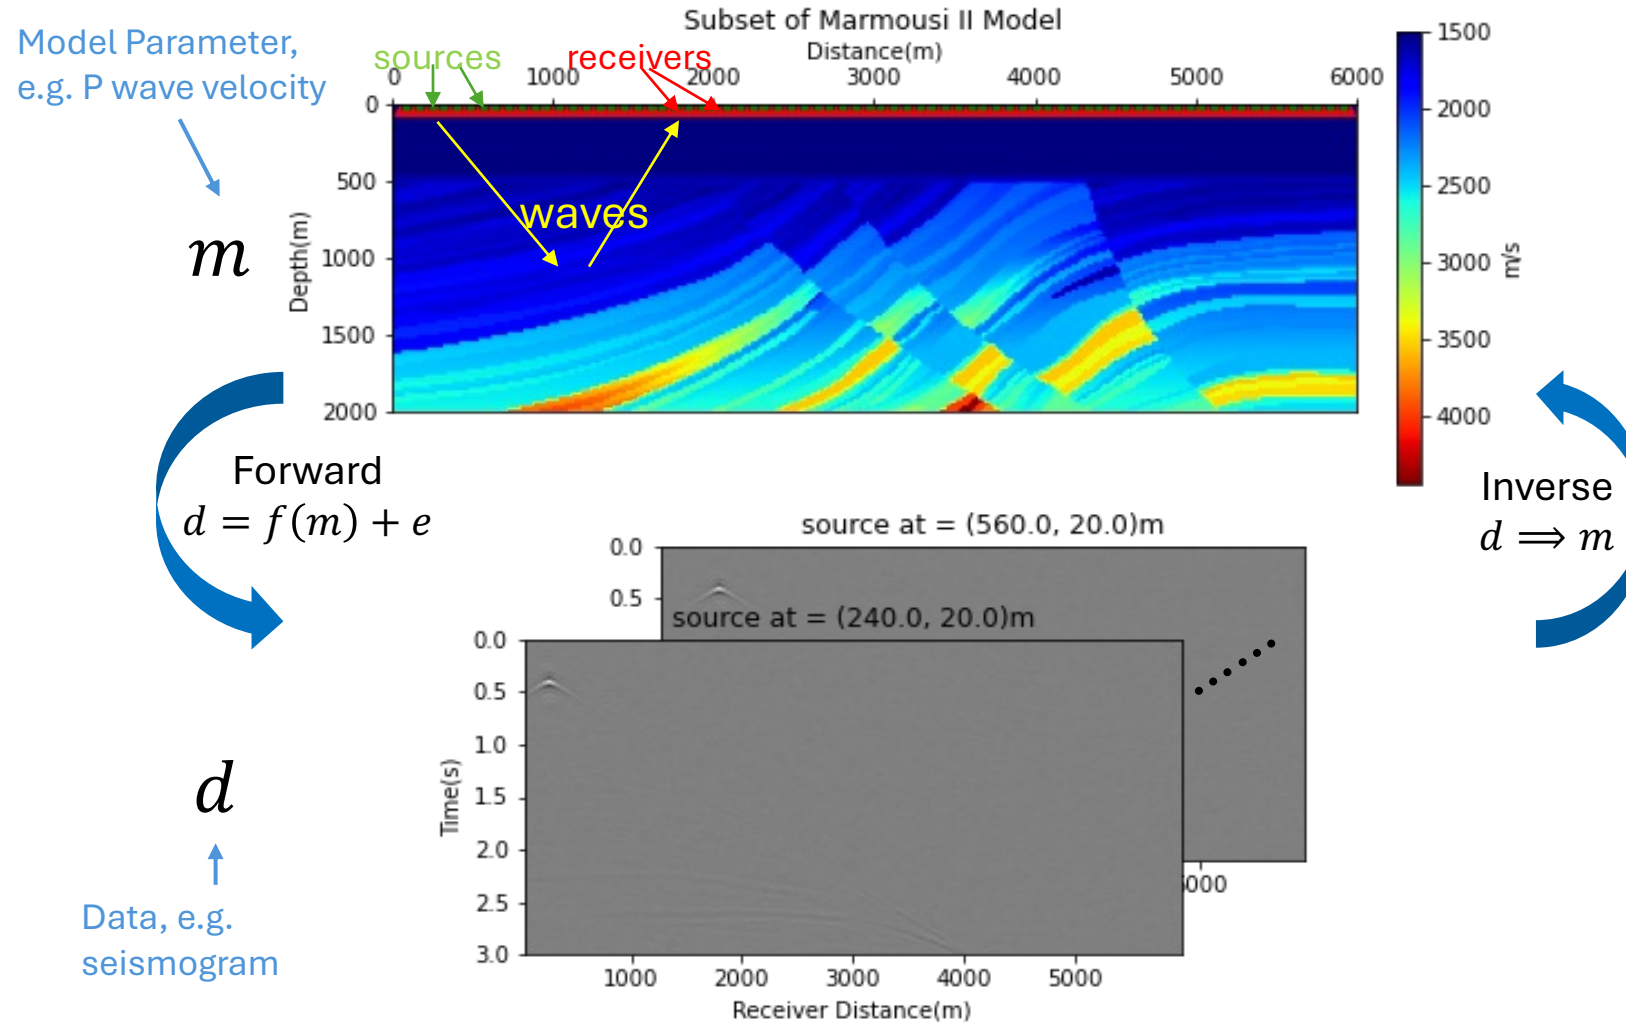 Subset of Marmousi II Model
Model Parameter,
e.g. P wave velocity
sources
receivers
Distance(m)
0 1000 2000 3000 4000 5000 6000
0
500
1000
1500
2000
Depth(m)
waves
1500
2000
2500
3000
3500
4000
m/s
m
Forward
d = f(m) + e
Inverse
d ⟹ m
source at = (560.0, 20.0)m
0.0
0.5
source at = (240.0, 20.0)m
0.0
0.5
1.0
1.5
2.0
2.5
3.0
Time(s)
1000 2000 3000 4000 5000
Receiver Distance(m)
d
Data, e.g.
seismogram